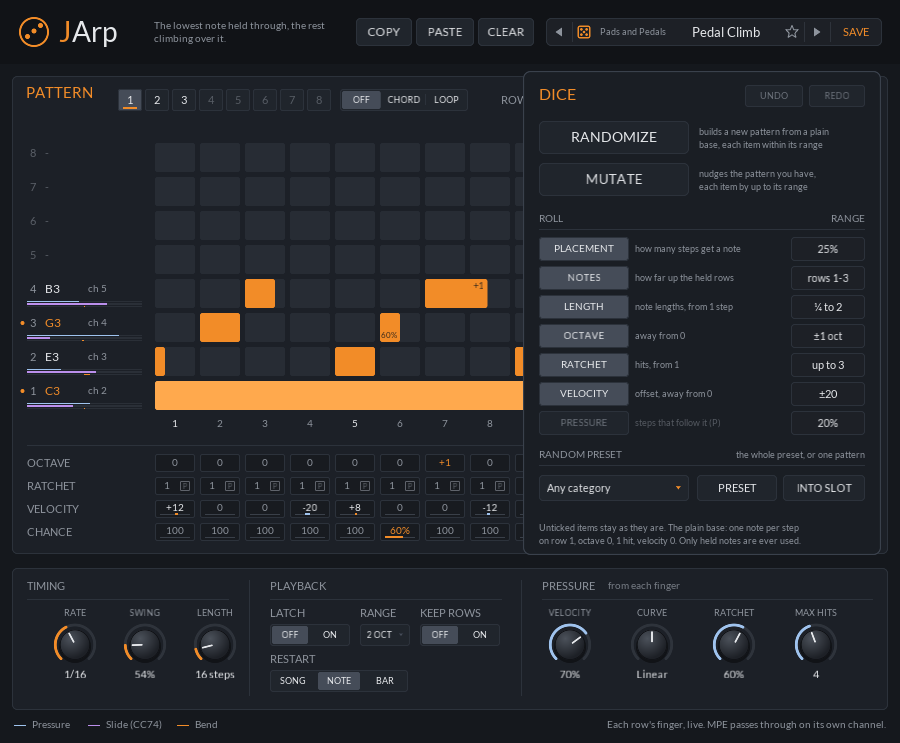 JArp
The lowest note held through, the rest
climbing over it.
COPY PASTE CLEAR
Pads and Pedals Pedal Climb SAVE
PATTERN 1 2 3 4 5 6 7 8 OFF CHORD LOOP ROW
8 -
7 -
6 -
5 -
4 B3 ch 5 +1
3 G3 ch 4 60%
2 E3 ch 3
1 C3 ch 2
1 2 3 4 5 6 7 8
OCTAVE 0 0 0 0 0 0 +1 0
RATCHET 1 P 1 P 1 P 1 P 1 P 1 P 1 P 1 P
VELOCITY +12 0 0 -20 +8 0 0 -12
CHANCE 100 100 100 100 100 60% 100 100
DICE UNDO REDO
RANDOMIZE builds a new pattern from a plain
base, each item within its range
MUTATE nudges the pattern you have,
each item by up to its range
ROLL RANGE
PLACEMENT how many steps get a note 25%
NOTES how far up the held rows rows 1-3
LENGTH note lengths, from 1 step ¼ to 2
OCTAVE away from 0 ±1 oct
RATCHET hits, from 1 up to 3
VELOCITY offset, away from 0 ±20
PRESSURE steps that follow it (P) 20%
RANDOM PRESET the whole preset, or one pattern
Any category PRESET INTO SLOT
Unticked items stay as they are. The plain base: one note per step
on row 1, octave 0, 1 hit, velocity 0. Only held notes are ever used.
TIMING
RATE SWING LENGTH
1/16 54% 16 steps
PLAYBACK
LATCH RANGE KEEP ROWS
OFF ON 2 OCT OFF ON
RESTART
SONG NOTE BAR
PRESSURE from each finger
VELOCITY CURVE RATCHET MAX HITS
70% Linear 60% 4
Pressure Slide (CC74) Bend
Each row's finger, live. MPE passes through on its own channel.